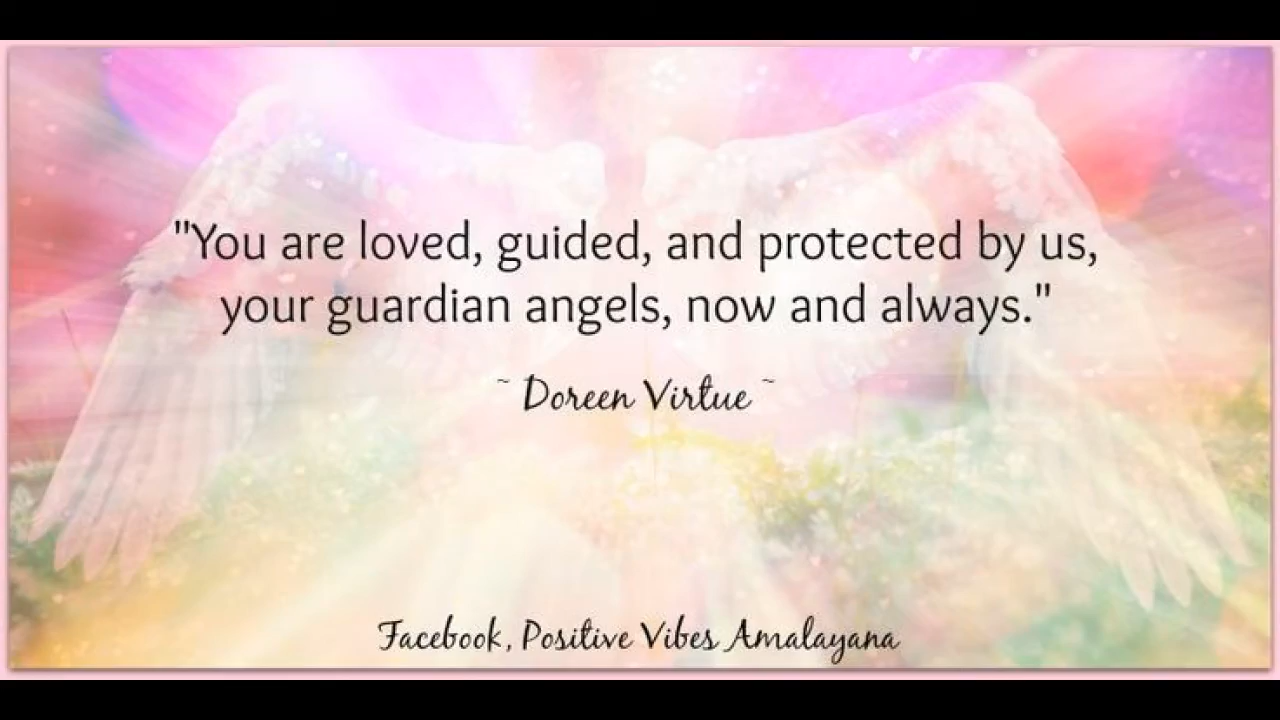 "You are loved, guided, and protected by us,
your guardian angels, now and always."
~ Doreen Virtue ~
Facebook, Positive Vibes Amalayana